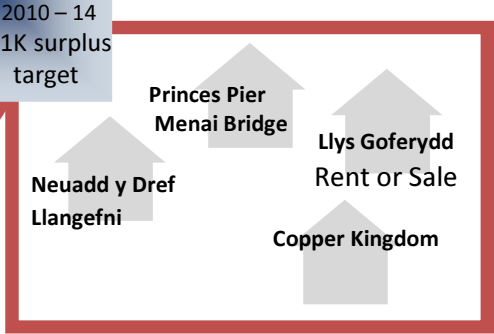 2010 – 14
1K surplus
target
Princes Pier
Menai Bridge
Llys Goferydd
Rent or Sale
Neuadd y Dref
Llangefni
Copper Kingdom